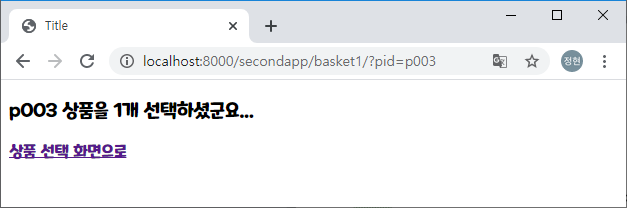 Title
localhost:8000/secondapp/basket1/?pid=p003
정현
p003 상품을 1개 선택하셨군요...
상품 선택 화면으로